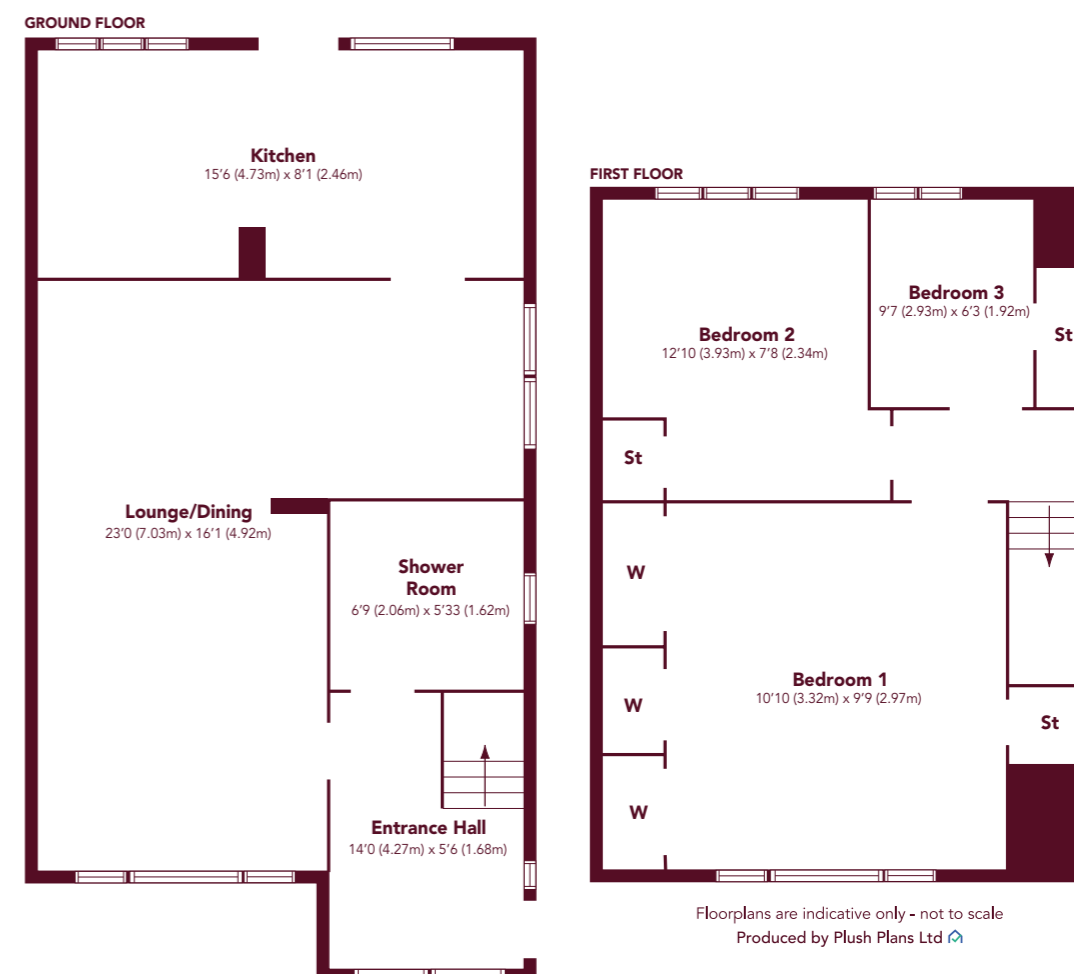 GROUND FLOOR
Kitchen
15'6 (4.73m) x 8'1 (2.46m)
Lounge/Dining
23'0 (7.03m) x 16'1 (4.92m)
Shower
Room
6'9 (2.06m) x 5'33 (1.62m)
Entrance Hall
14'0 (4.27m) x 5'6 (1.68m)
FIRST FLOOR
Bedroom 3
9'7 (2.93m) x 6'3 (1.92m)
St
Bedroom 2
12'10 (3.93m) x 7'8 (2.34m)
St
W
Bedroom 1
10'10 (3.32m) x 9'9 (2.97m)
W
St
W
Floorplans are indicative only - not to scale
Produced by Plush Plans Ltd